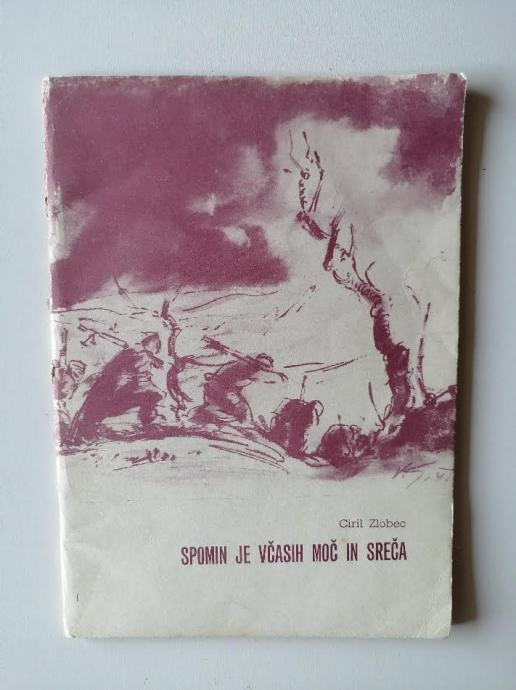 Ciril Zlobec
SPOMIN JE VČASIH MOČ IN SREČA